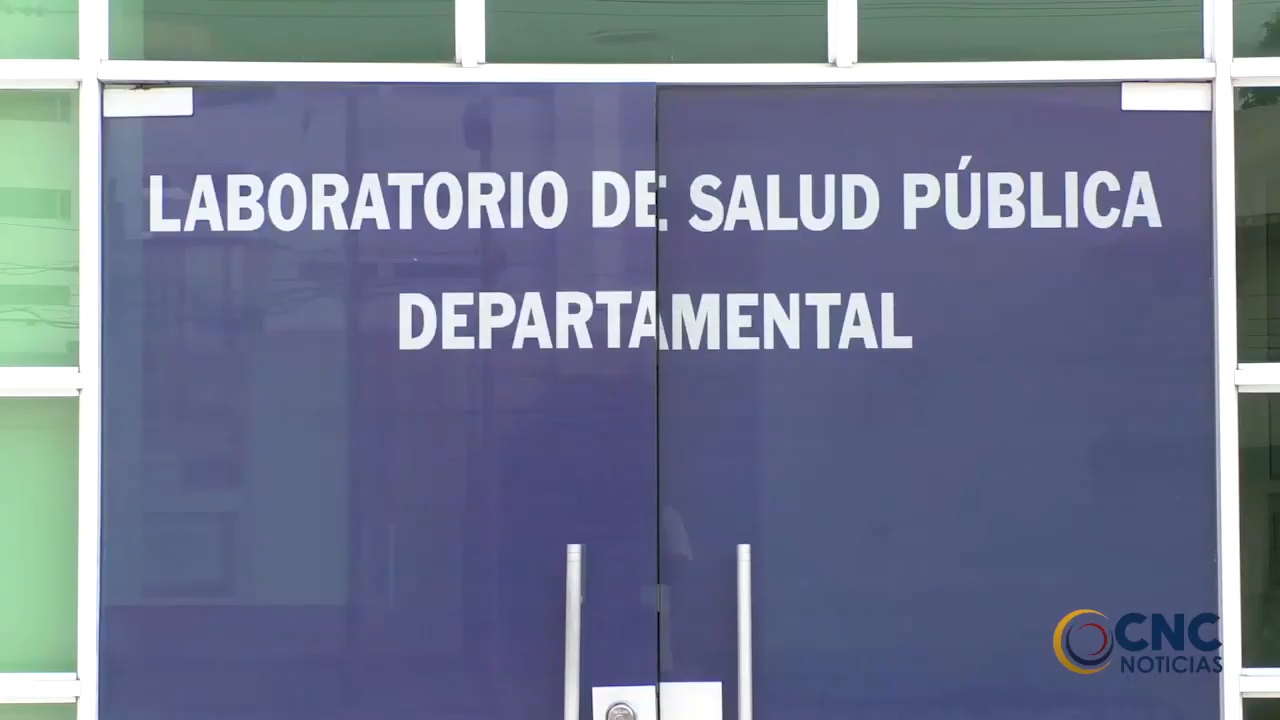 LABORATORIO DE SALUD PÚBLICA
DEPARTAMENTAL
CNC
NOTICIAS